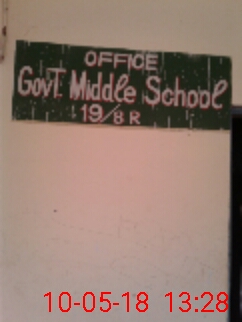 OFFICE
Govt Middle School
19/8R
10-05-18 13:28